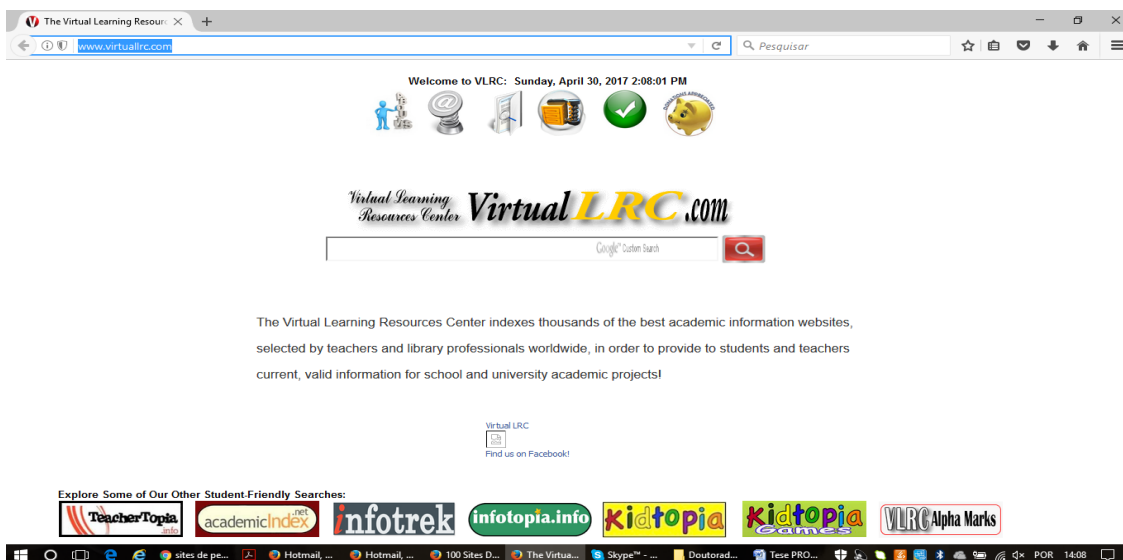 The Virtual Learning Resour
www.virtuallrc.com
Pesquisar
Welcome to VLRC: Sunday, April 30, 2017 2:08:01 PM
DONATIONS APPRECIATED
Virtual Learning
Resources Center
VirtualLRC.com
Google™ Custom Search
The Virtual Learning Resources Center indexes thousands of the best academic information websites,
selected by teachers and library professionals worldwide, in order to provide to students and teachers
current, valid information for school and university academic projects!
Virtual LRC
Find us on Facebook!
Explore Some of Our Other Student-Friendly Searches:
TeacherTopia .info
academicIndex .net
infotrek
infotopia.info
Kidtopia
Kidtopia Games
VLRC Alpha Marks
sites de pe... Hotmail, ... Hotmail, ... 100 Sites D... The Virtua... Skype™ - ... Doutorad... Tese PRO... POR 14:08